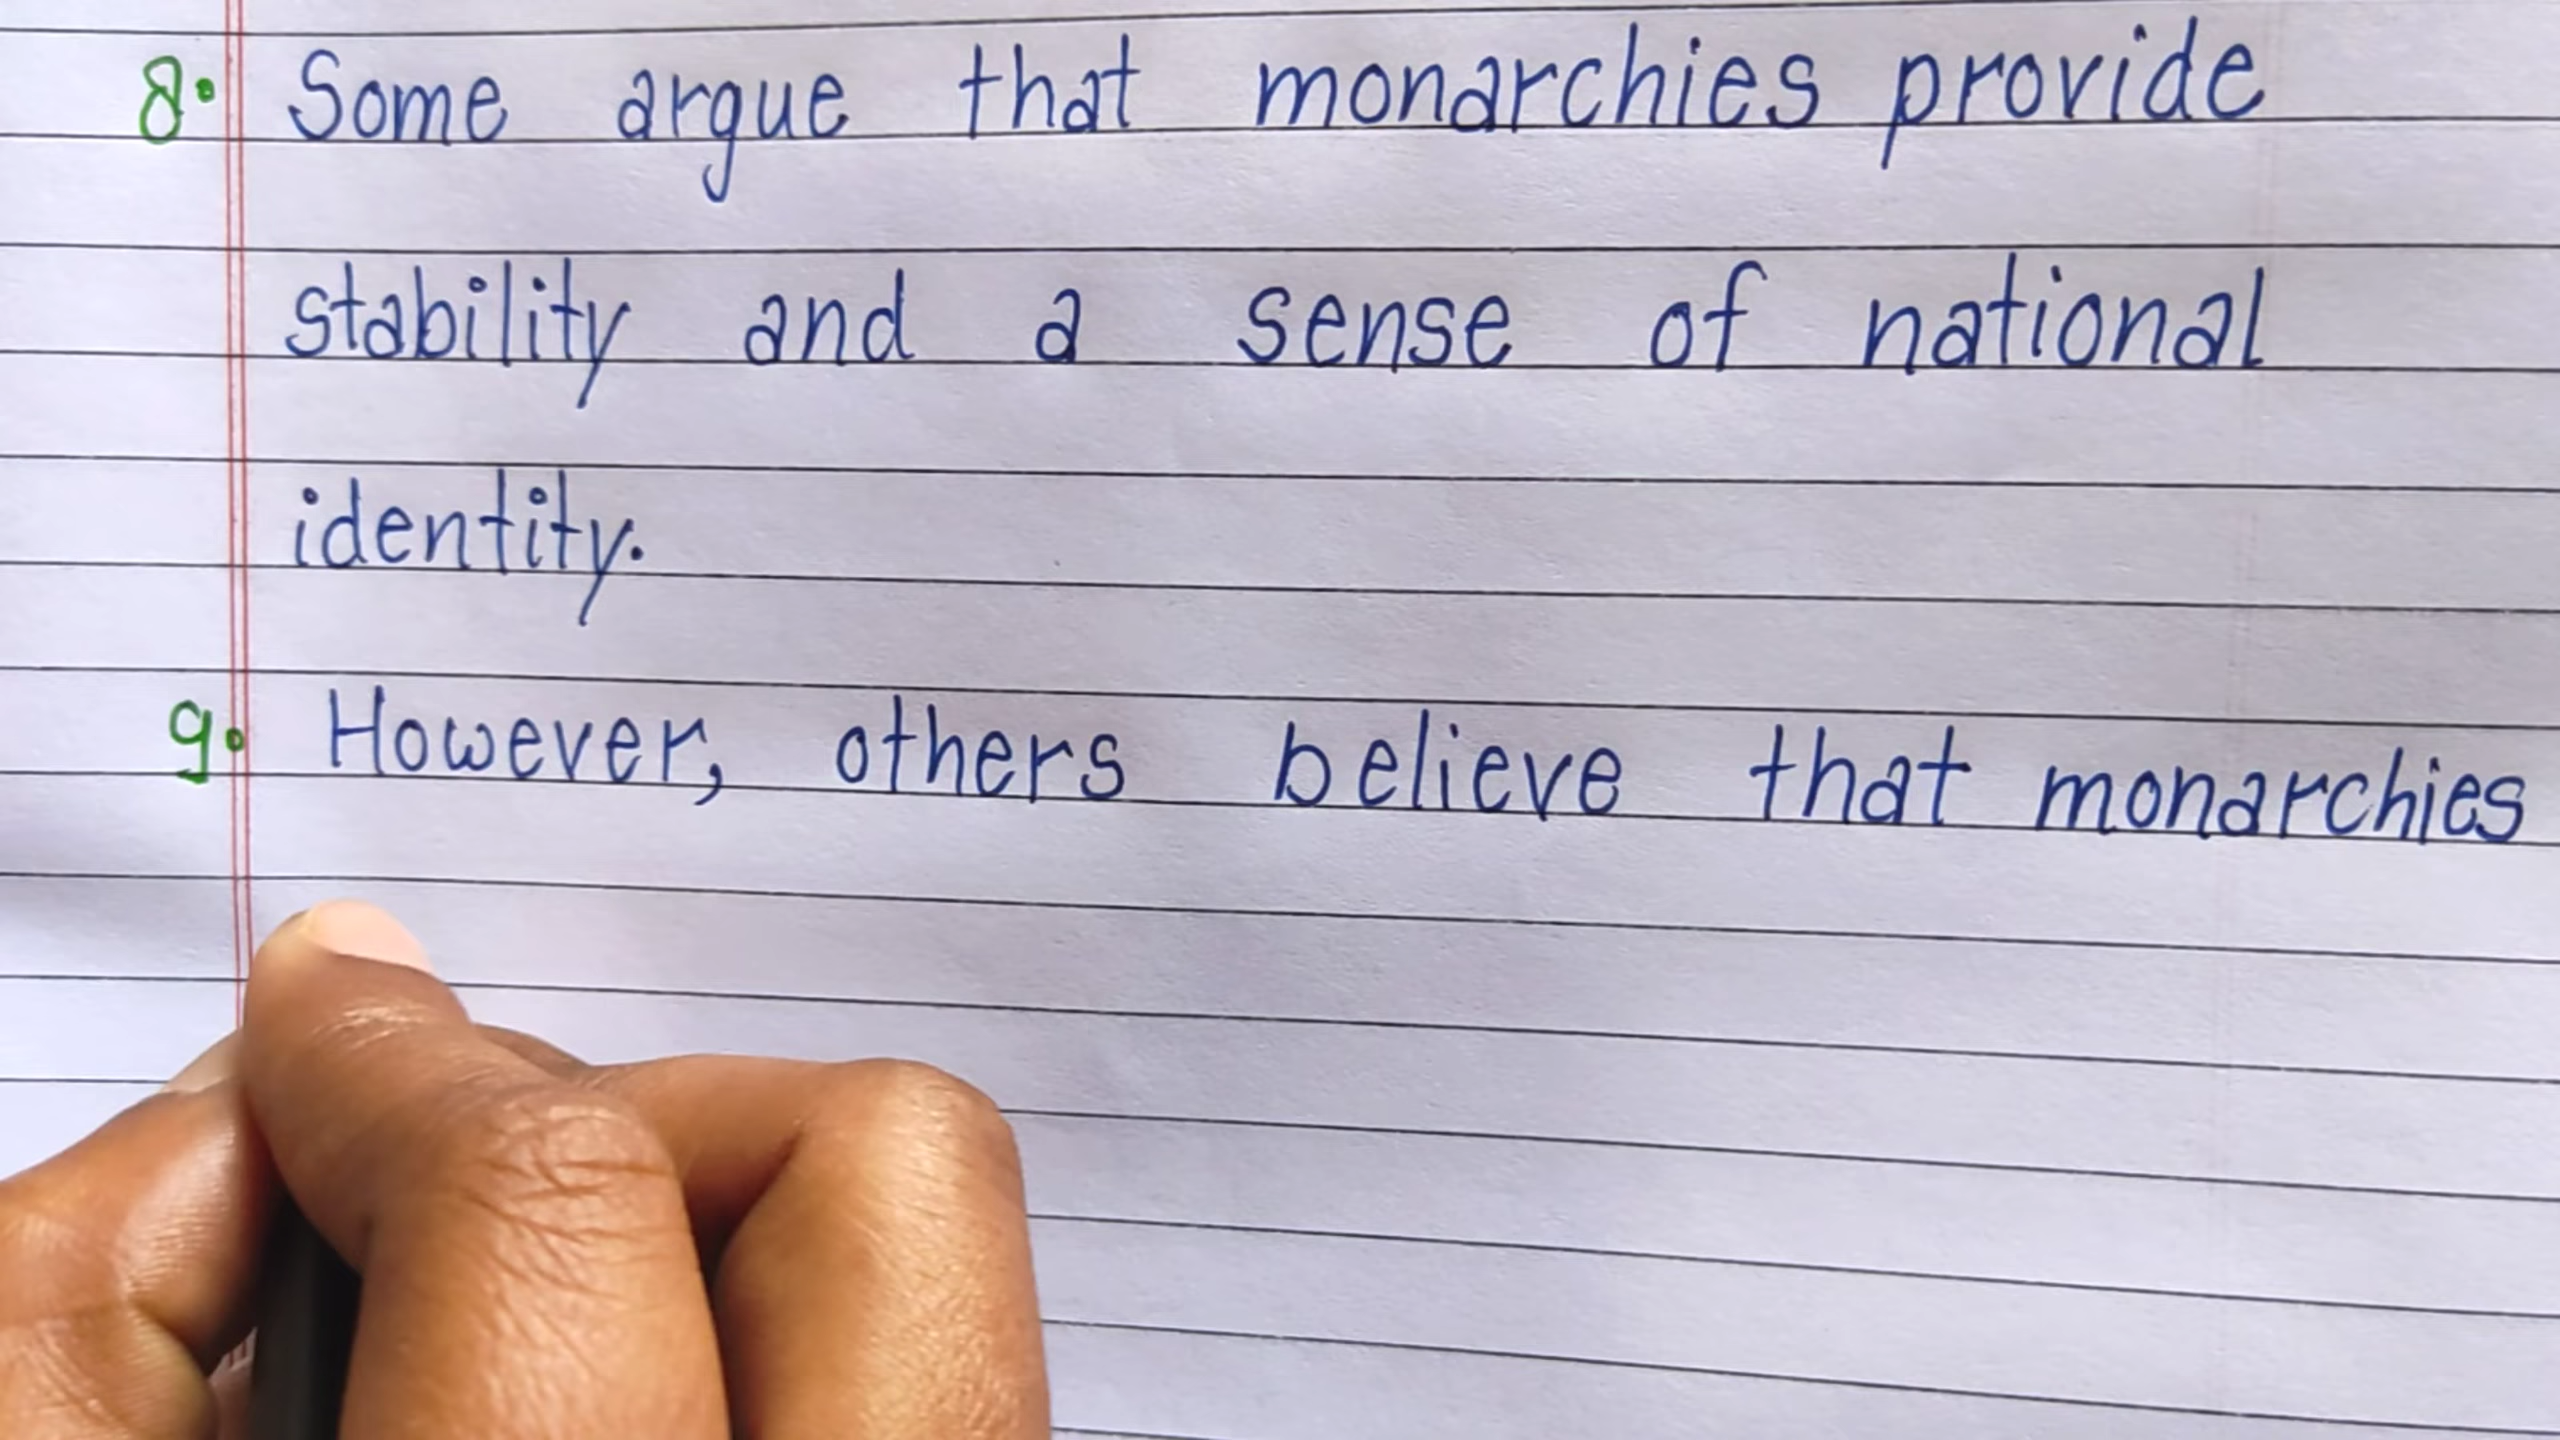 8. Some argue that monarchies provide
stability and a sense of national
identity.
9. However, others believe that monarchies